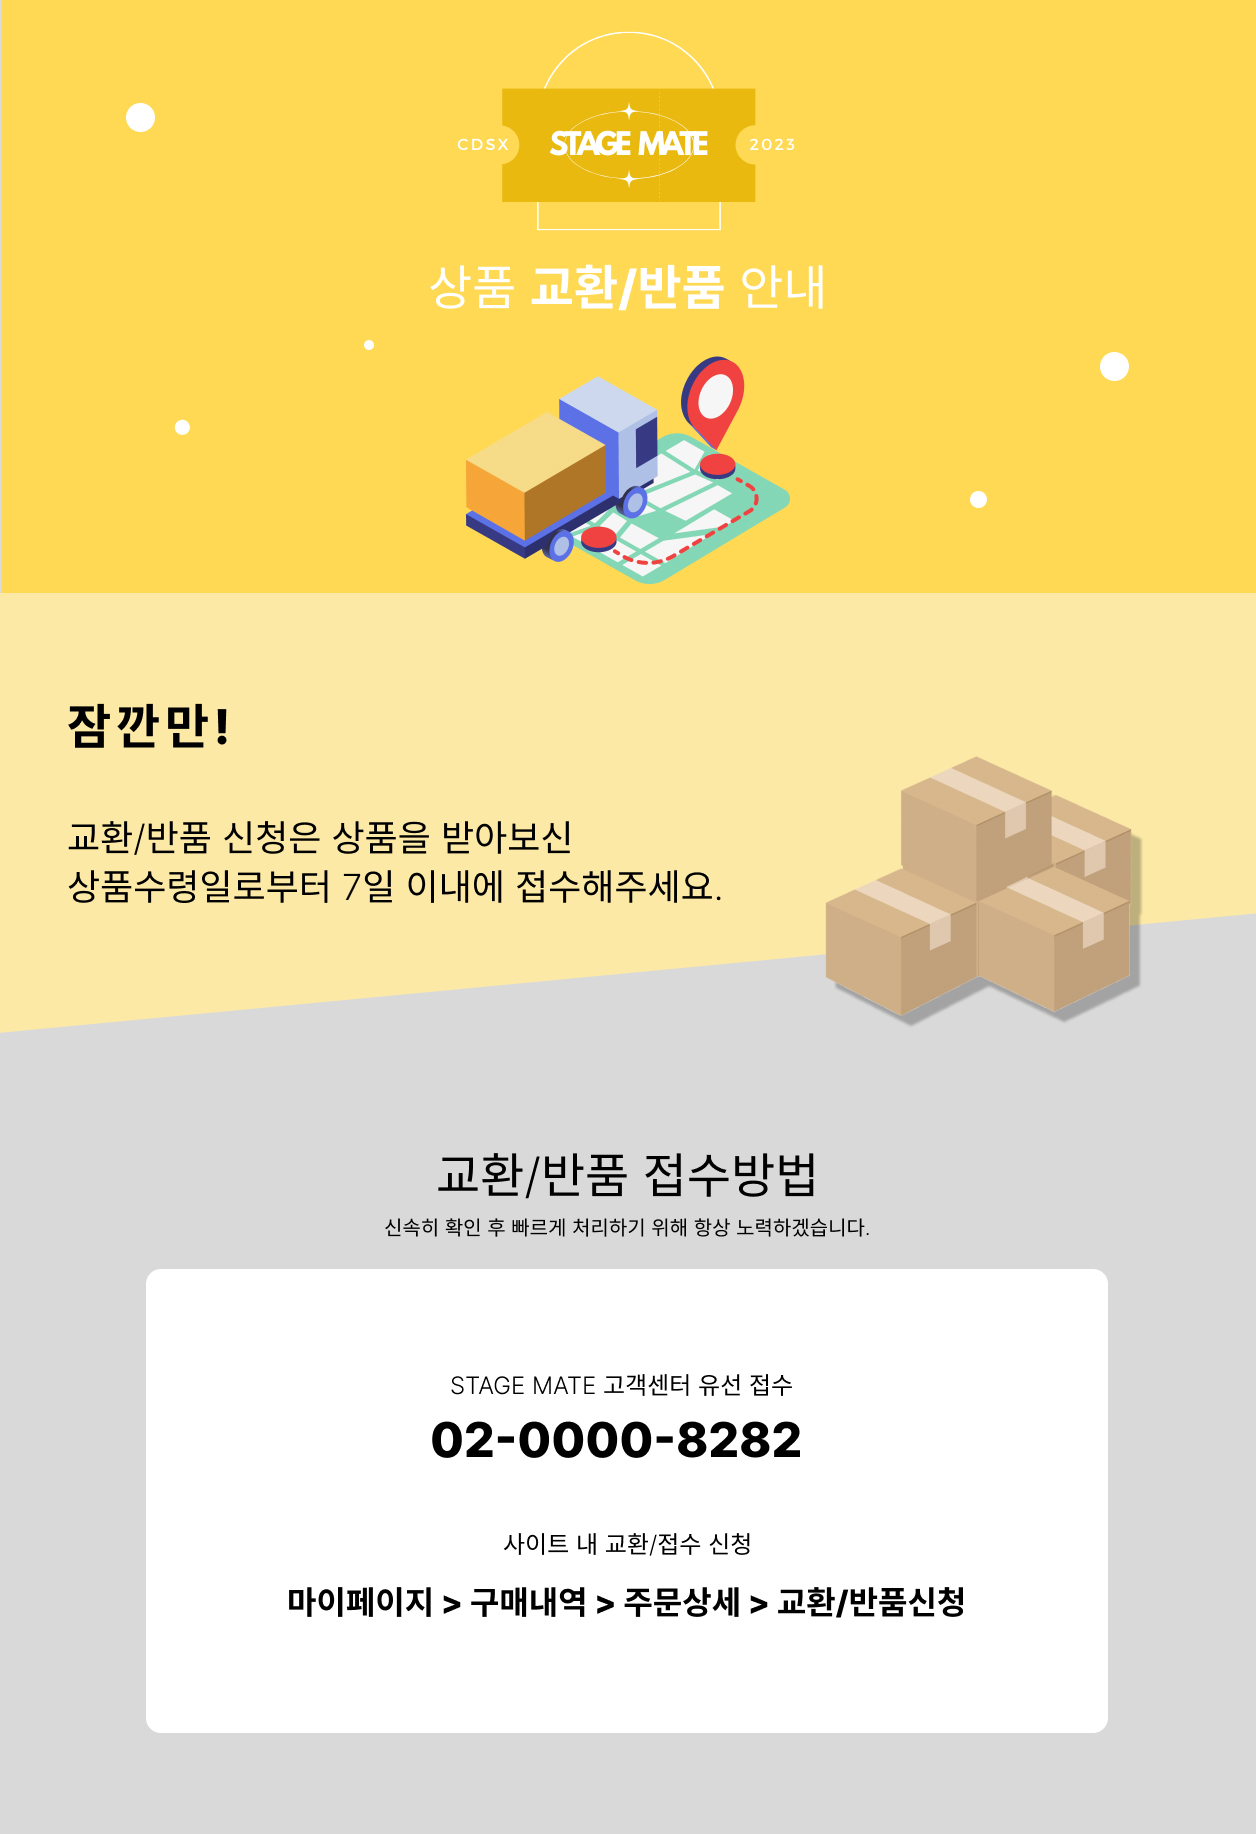 CDSX
STAGE MATE
2023
상품 교환/반품 안내
잠깐만!
교환/반품 신청은 상품을 받아보신
상품수령일로부터 7일 이내에 접수해주세요.
교환/반품 접수방법
신속히 확인 후 빠르게 처리하기 위해 항상 노력하겠습니다.
STAGE MATE 고객센터 유선 접수
02-0000-8282
사이트 내 교환/접수 신청
마이페이지 > 구매내역 > 주문상세 > 교환/반품신청